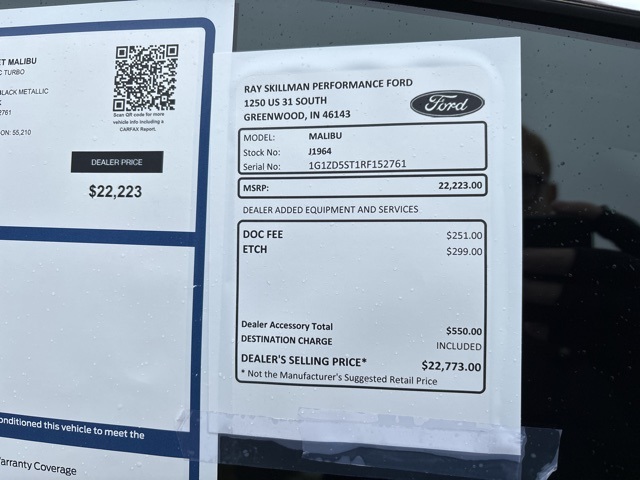 ET MALIBU
C TURBO
BLACK METALLIC
2761
ON: 55,210
Scan QR code for more
vehicle info including a
CARFAX Report.
DEALER PRICE
$22,223
onditioned this vehicle to meet the
arranty Coverage
RAY SKILLMAN PERFORMANCE FORD
1250 US 31 SOUTH
GREENWOOD, IN 46143
Ford
MODEL: MALIBU
Stock No: J1964
Serial No: 1G1ZD5ST1RF152761
MSRP: 22,223.00
DEALER ADDED EQUIPMENT AND SERVICES
DOC FEE $251.00
ETCH $299.00
Dealer Accessory Total $550.00
DESTINATION CHARGE INCLUDED
DEALER'S SELLING PRICE* $22,773.00
* Not the Manufacturer's Suggested Retail Price